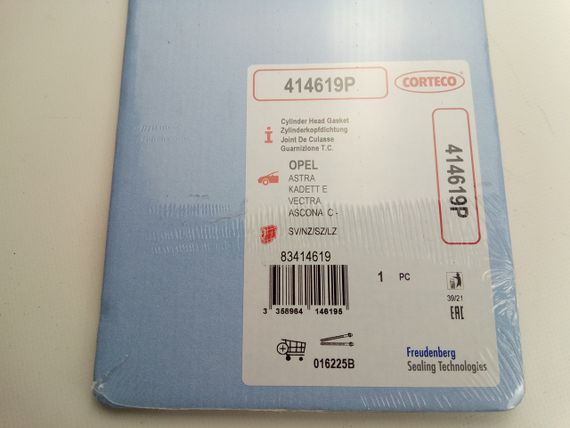 414619P
CORTECO
Cylinder Head Gasket
Zylinderkopfdichtung
Joint De Culasse
Guarnizione T.C.
OPEL
ASTRA
KADETT E
VECTRA
ASCONA C -
SV/NZ/SZ/LZ
414619P
83414619
1 PC
3 358964 146195
39/21
EAC
016225B
Freudenberg
Sealing Technologies